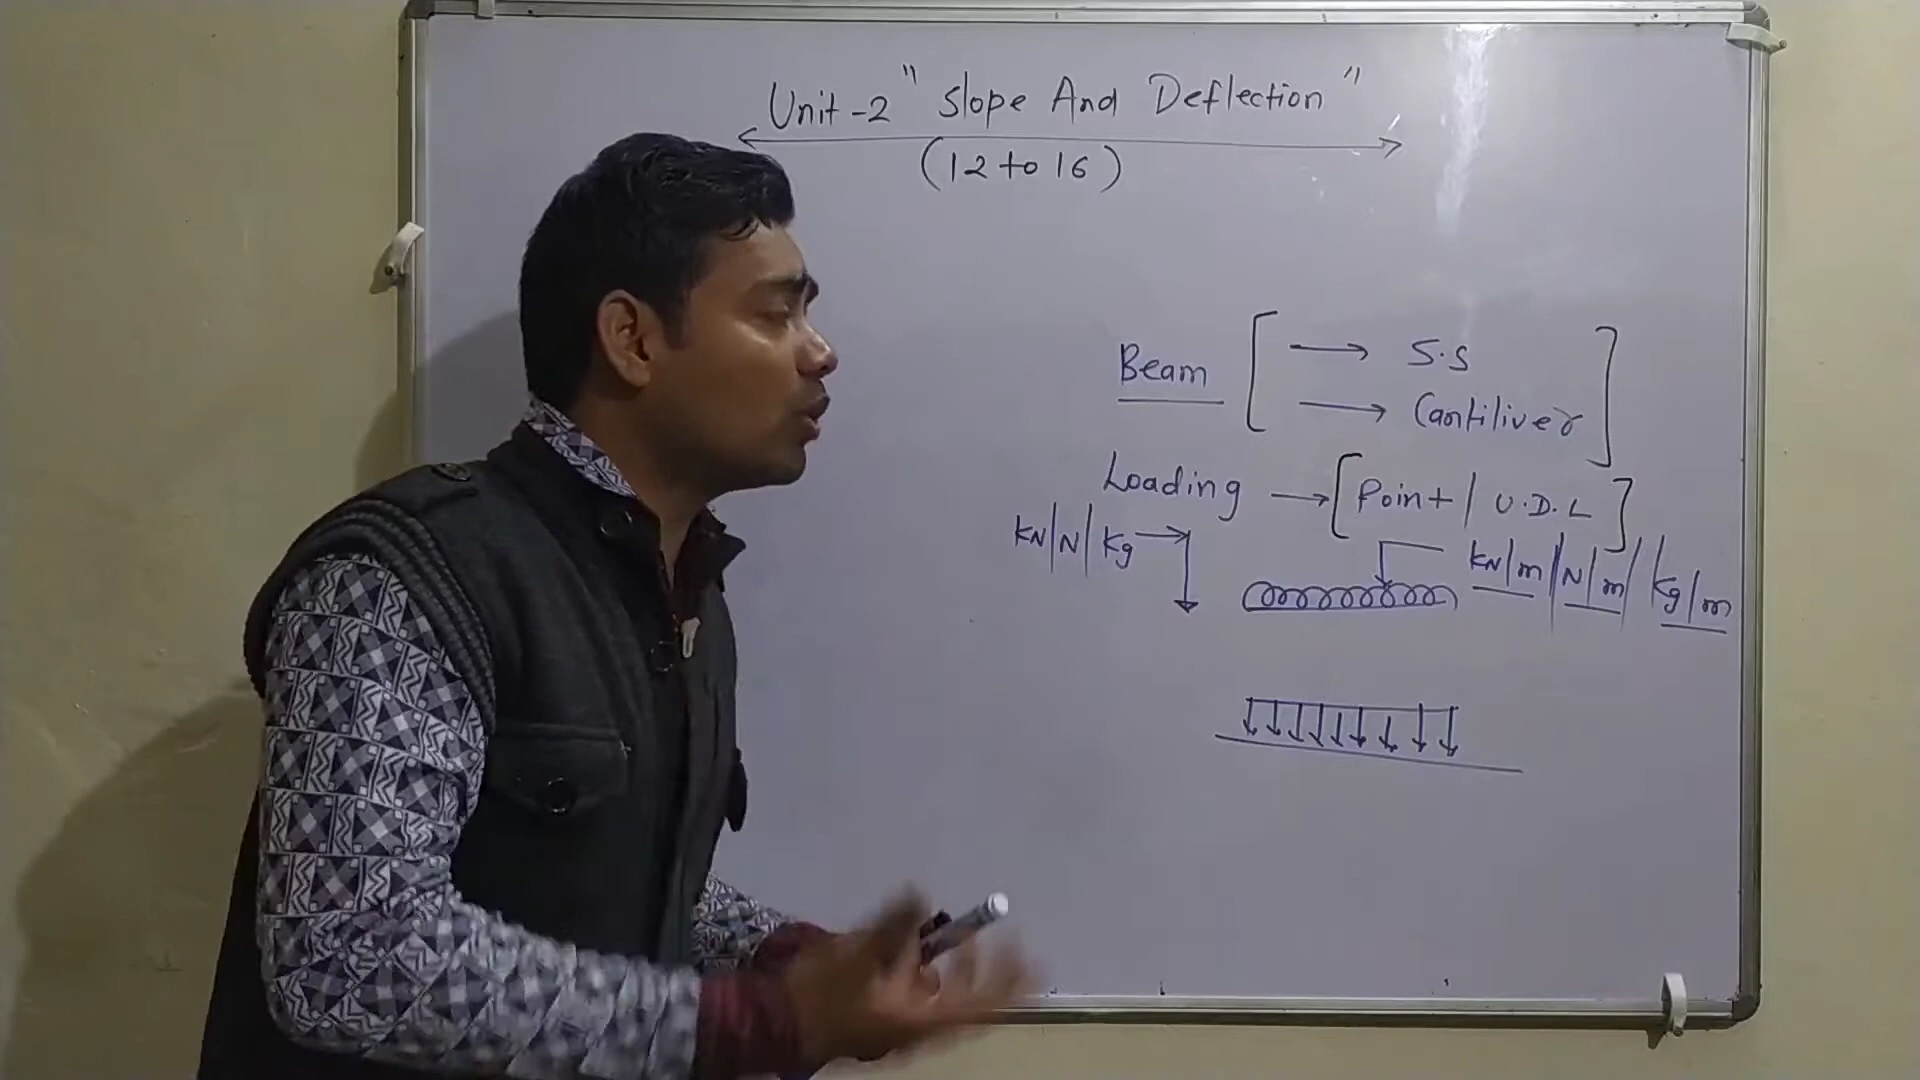 Unit-2 "Slope And Deflection"
(12 to 16)
Beam
S.S
Cantiliver
Loading → [Point / U.D.L]
kN|N|Kg →
kN/m | N/m / Kg/m